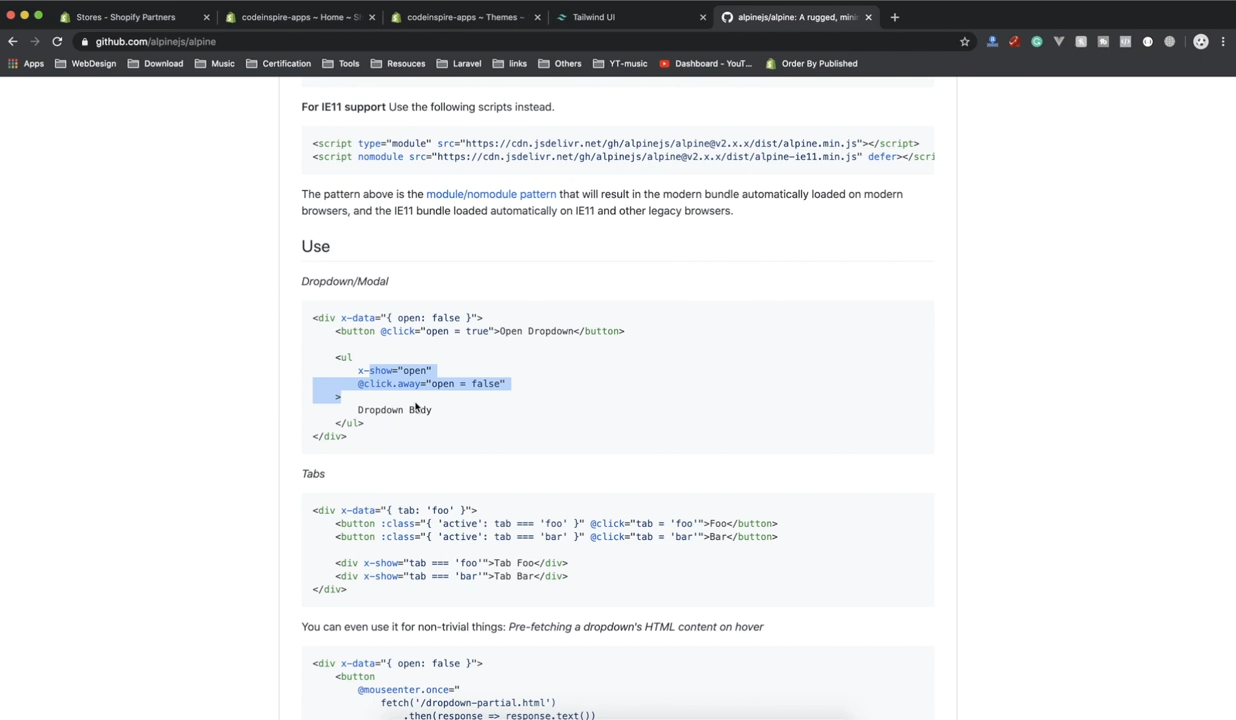 Stores - Shopify Partners
codeinspire-apps ~ Home ~ S
codeinspire-apps ~ Themes ~
Tailwind UI
alpinejs/alpine: A rugged, mini
github.com/alpinejs/alpine
Apps WebDesign Download Music Certification Tools Resouces Laravel links Others YT-music Dashboard - YouT... Order By Published
For IE11 support Use the following scripts instead.
<script type="module" src="https://cdn.jsdelivr.net/gh/alpinejs/alpine@v2.x.x/dist/alpine.min.js"></script>
<script nomodule src="https://cdn.jsdelivr.net/gh/alpinejs/alpine@v2.x.x/dist/alpine-ie11.min.js" defer></scri
The pattern above is the module/nomodule pattern that will result in the modern bundle automatically loaded on modern
browsers, and the IE11 bundle loaded automatically on IE11 and other legacy browsers.
Use
Dropdown/Modal
<div x-data="{ open: false }">
<button @click="open = true">Open Dropdown</button>
<ul
x-show="open"
@click.away="open = false"
>
Dropdown Body
</ul>
</div>
Tabs
<div x-data="{ tab: 'foo' }">
<button :class="{ 'active': tab === 'foo' }" @click="tab = 'foo'">Foo</button>
<button :class="{ 'active': tab === 'bar' }" @click="tab = 'bar'">Bar</button>
<div x-show="tab === 'foo'">Tab Foo</div>
<div x-show="tab === 'bar'">Tab Bar</div>
</div>
You can even use it for non-trivial things: Pre-fetching a dropdown's HTML content on hover
<div x-data="{ open: false }">
<button
@mouseenter.once="
fetch('/dropdown-partial.html')
.then(response => response.text())